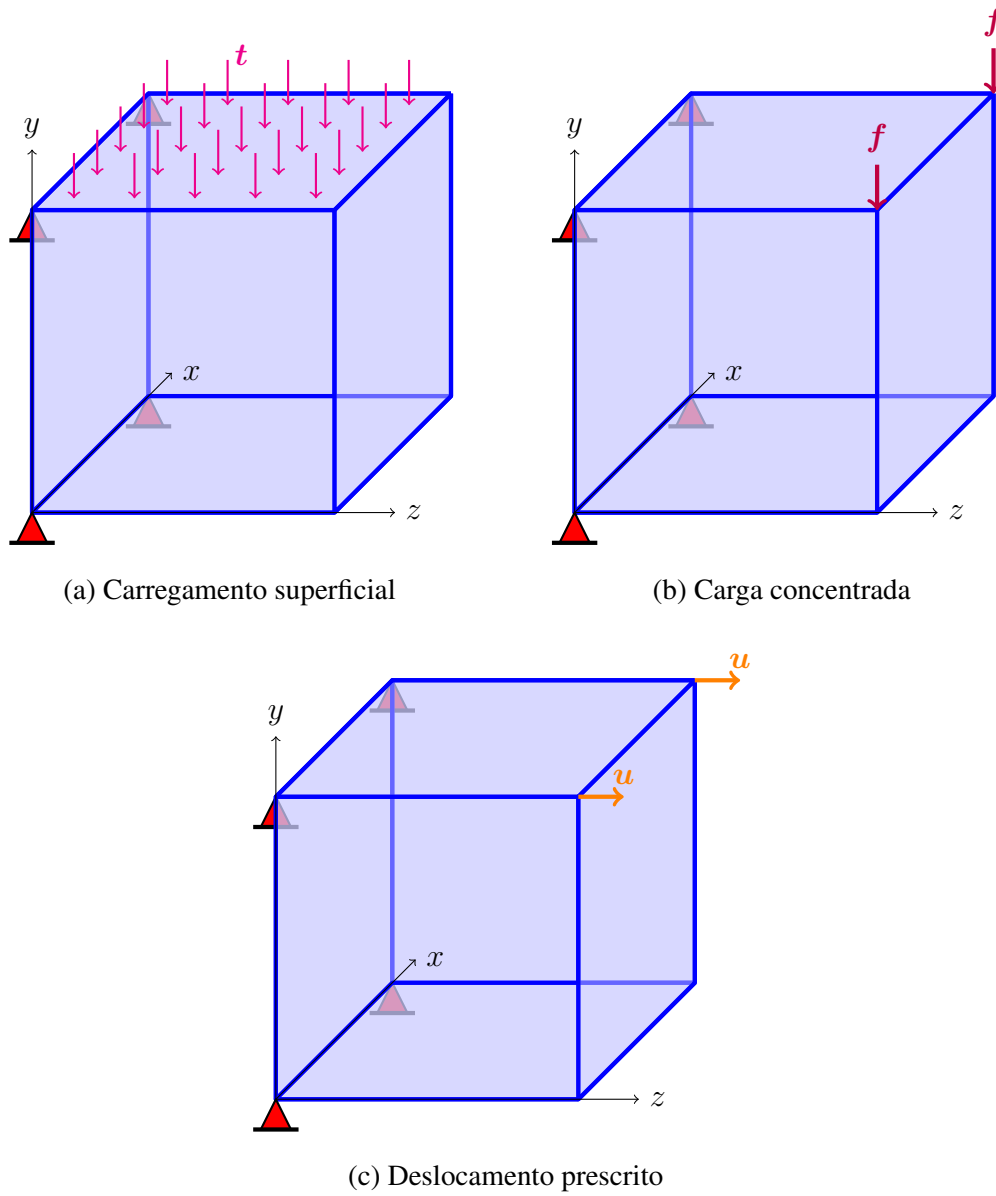 t
y
x
z
(a) Carregamento superficial
f
f
y
x
z
(b) Carga concentrada
u
y
u
x
z
(c) Deslocamento prescrito